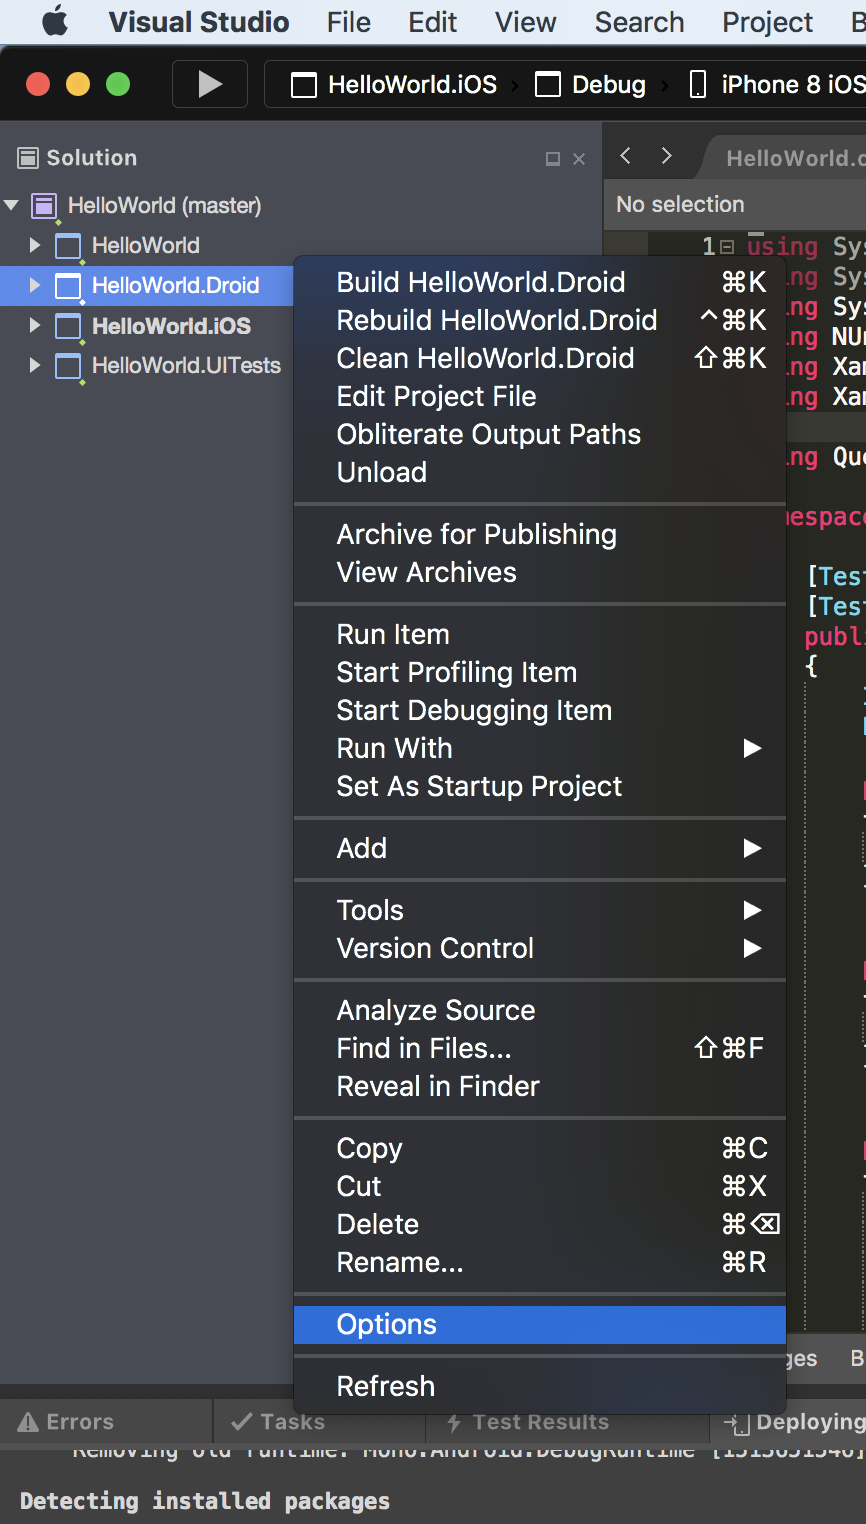 Visual Studio File Edit View Search Project B
HelloWorld.iOS › Debug › iPhone 8 iOS
Solution
HelloWorld.c
HelloWorld (master)
No selection
HelloWorld
HelloWorld.Droid
HelloWorld.iOS
HelloWorld.UITests
Build HelloWorld.Droid ⌘K
Rebuild HelloWorld.Droid ^⌘K
Clean HelloWorld.Droid ⇧⌘K
Edit Project File
Obliterate Output Paths
Unload
Archive for Publishing
View Archives
Run Item
Start Profiling Item
Start Debugging Item
Run With
Set As Startup Project
Add
Tools
Version Control
Analyze Source
Find in Files... ⇧⌘F
Reveal in Finder
Copy ⌘C
Cut ⌘X
Delete ⌘⌫
Rename... ⌘R
Options
Refresh
1 using Sys
ng Sys
ng Sys
ng NUn
ng Xam
ng Xam
ng Que
espace
[Test
[Test
publi
{
ges B
Errors Tasks Test Results Deploying
Removing old runtime: Mono.Android.DebugRuntime
Detecting installed packages